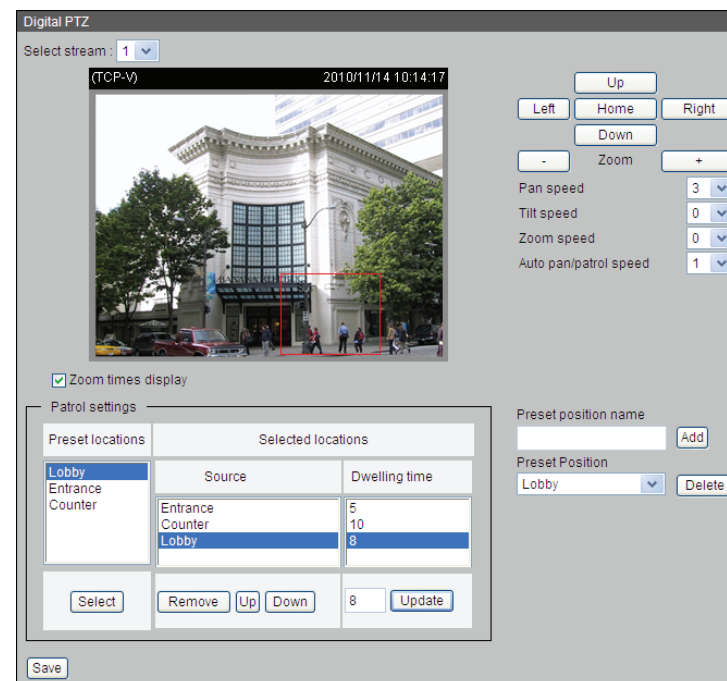 Digital PTZ
Select stream : 1
(TCP-V) 2010/11/14 10:14:17
Up
Left Home Right
Down
- Zoom +
Pan speed 3
Tilt speed 0
Zoom speed 0
Auto pan/patrol speed 1
Zoom times display
Patrol settings
Preset locations Selected locations
Source Dwelling time
Lobby
Entrance
Counter
Entrance 5
Counter 10
Lobby 8
Select Remove Up Down 8 Update
Preset position name
Add
Preset Position
Lobby Delete
Save